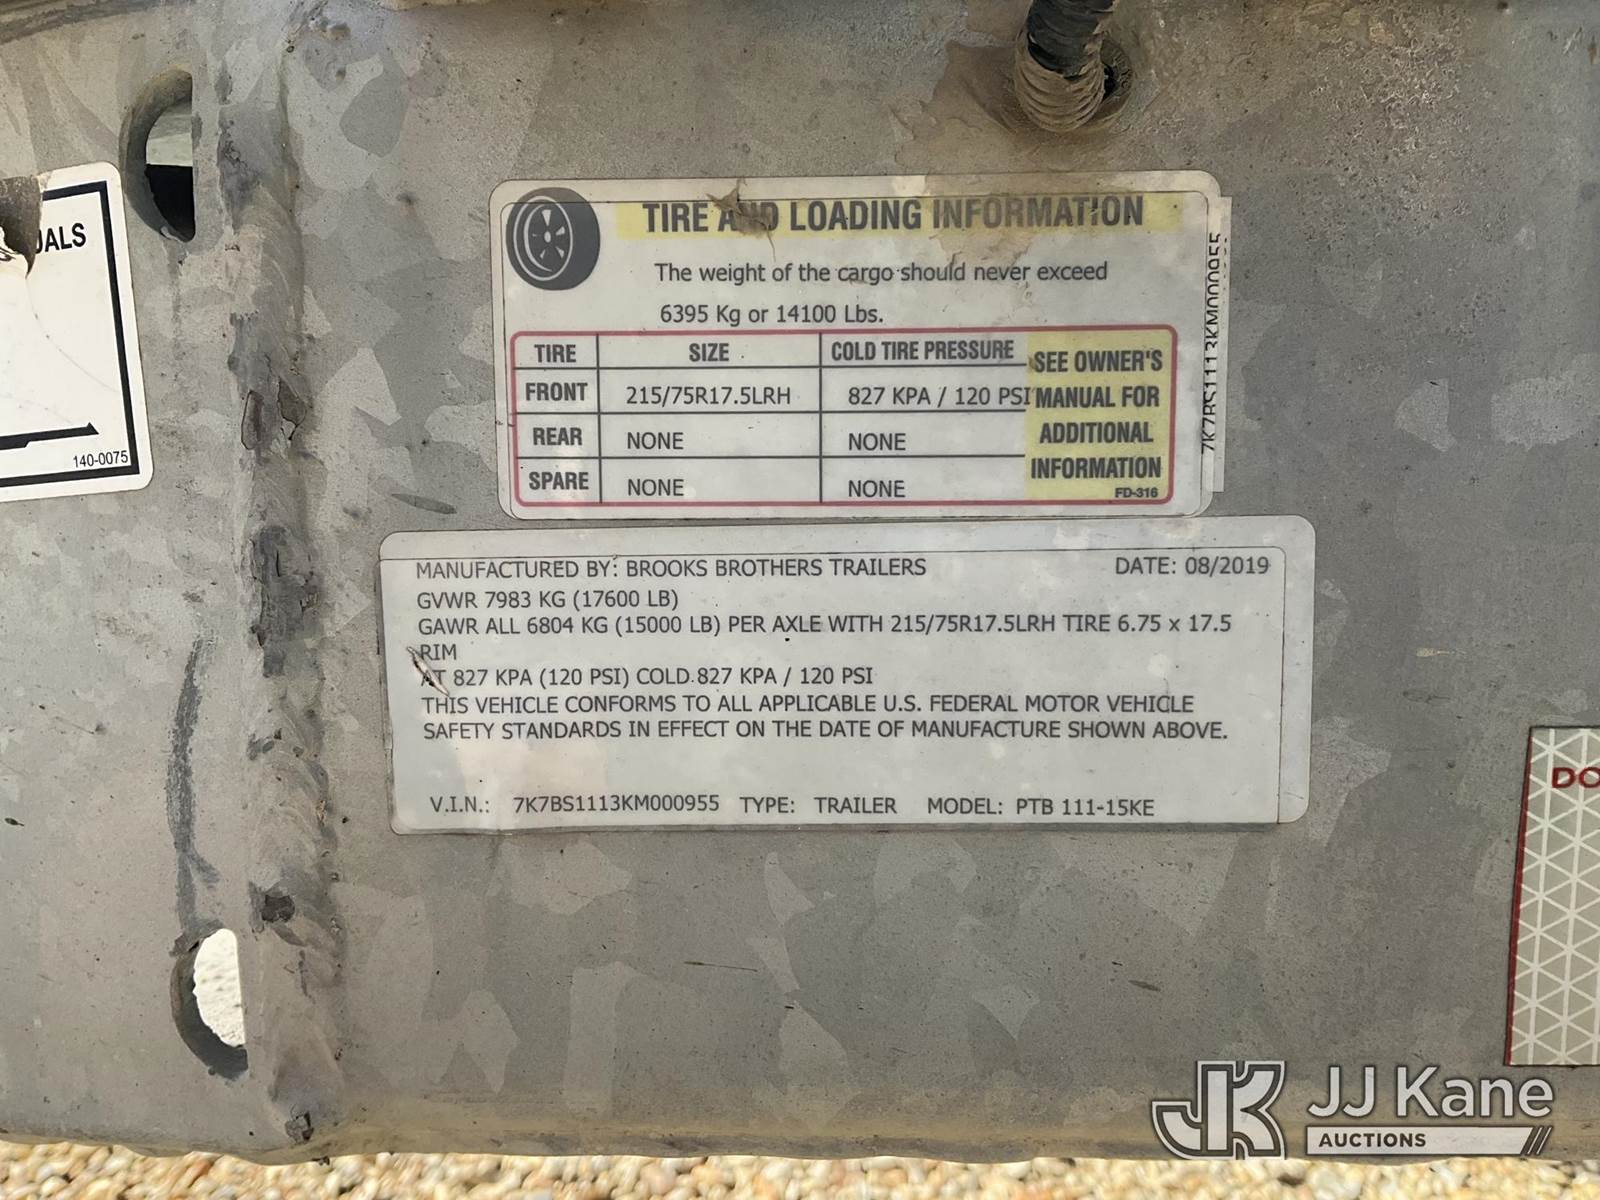 UALS
140-0075
TIRE AND LOADING INFORMATION
The weight of the cargo should never exceed
6395 Kg or 14100 Lbs.
TIRE SIZE COLD TIRE PRESSURE
FRONT 215/75R17.5LRH 827 KPA / 120 PSI
REAR NONE NONE
SPARE NONE NONE
SEE OWNER'S
MANUAL FOR
ADDITIONAL
INFORMATION
FD-316
7K7BS1113KM000955
MANUFACTURED BY: BROOKS BROTHERS TRAILERS DATE: 08/2019
GVWR 7983 KG (17600 LB)
GAWR ALL 6804 KG (15000 LB) PER AXLE WITH 215/75R17.5LRH TIRE 6.75 x 17.5
RIM
AT 827 KPA (120 PSI) COLD 827 KPA / 120 PSI
THIS VEHICLE CONFORMS TO ALL APPLICABLE U.S. FEDERAL MOTOR VEHICLE
SAFETY STANDARDS IN EFFECT ON THE DATE OF MANUFACTURE SHOWN ABOVE.
V.I.N.: 7K7BS1113KM000955 TYPE: TRAILER MODEL: PTB 111-15KE
DO
JK JJ Kane
AUCTIONS